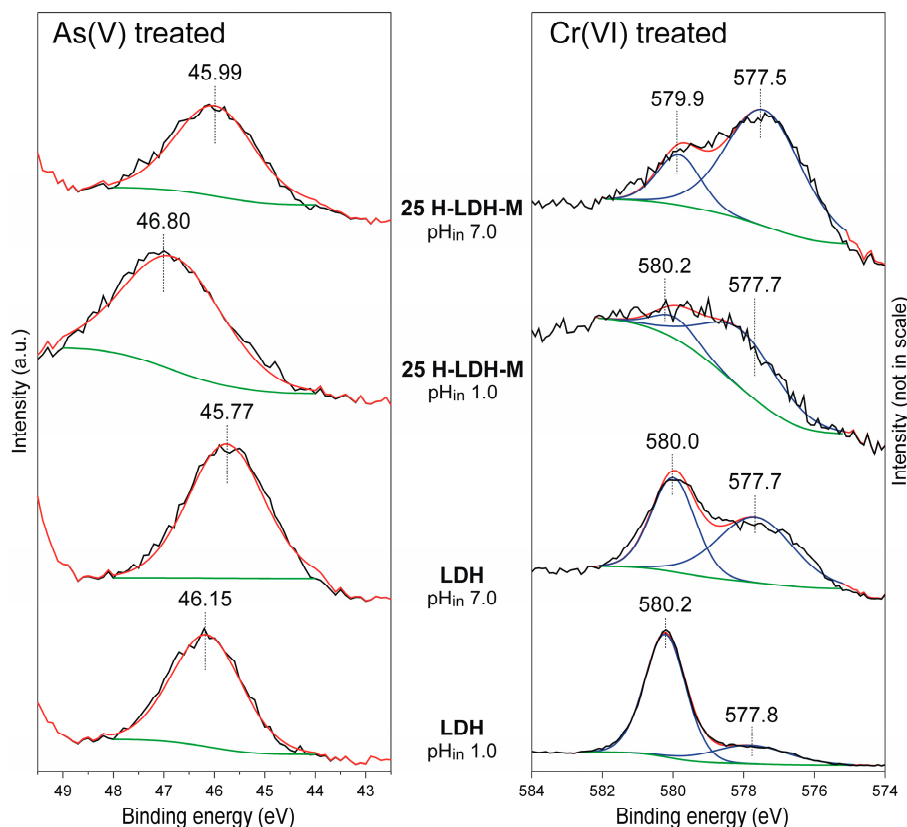 As(V) treated
Cr(VI) treated
45.99
579.9
577.5
25 H-LDH-M
pHin 7.0
46.80
580.2
577.7
25 H-LDH-M
pHin 1.0
45.77
580.0
577.7
LDH
pHin 7.0
46.15
580.2
577.8
LDH
pHin 1.0
Intensity (a.u.)
Intensity (not in scale)
49 48 47 46 45 44 43
584 582 580 578 576 574
Binding energy (eV)
Binding energy (eV)